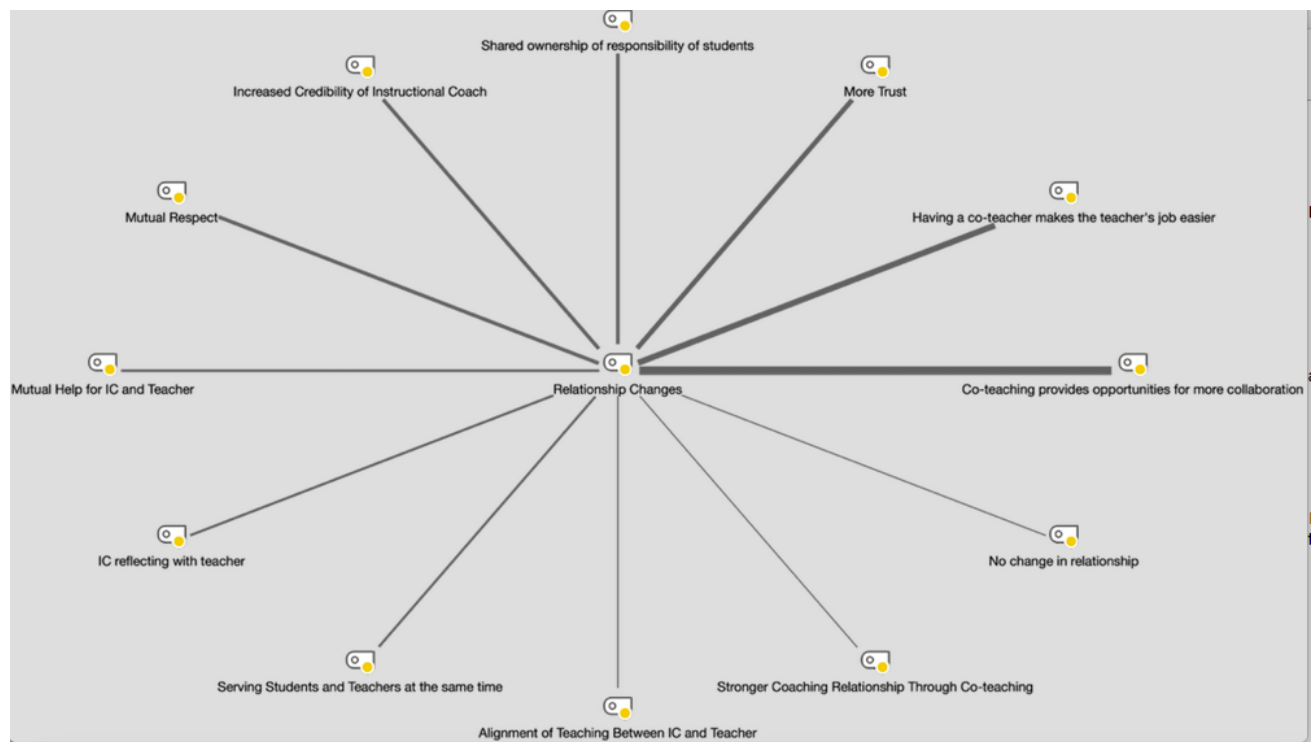 Shared ownership of responsibility of students
Increased Credibility of Instructional Coach
More Trust
Mutual Respect
Having a co-teacher makes the teacher's job easier
Mutual Help for IC and Teacher
Relationship Changes
Co-teaching provides opportunities for more collaboration
IC reflecting with teacher
No change in relationship
Serving Students and Teachers at the same time
Stronger Coaching Relationship Through Co-teaching
Alignment of Teaching Between IC and Teacher